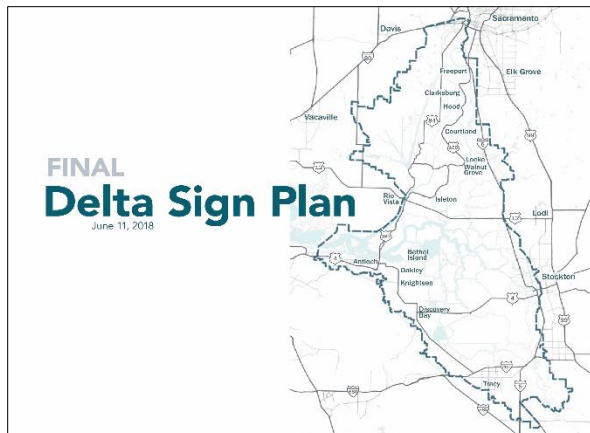 FINAL
Delta Sign Plan
June 11, 2018
Sacramento
Davis
Freeport
Elk Grove
Clarksburg
Hood
Vacaville
Courtland
Locke
Walnut
Grove
Rio
Vista
Isleton
Lodi
Bethel
Island
Antioch
Oakley
Stockton
Knightsen
Discovery
Bay
Tracy